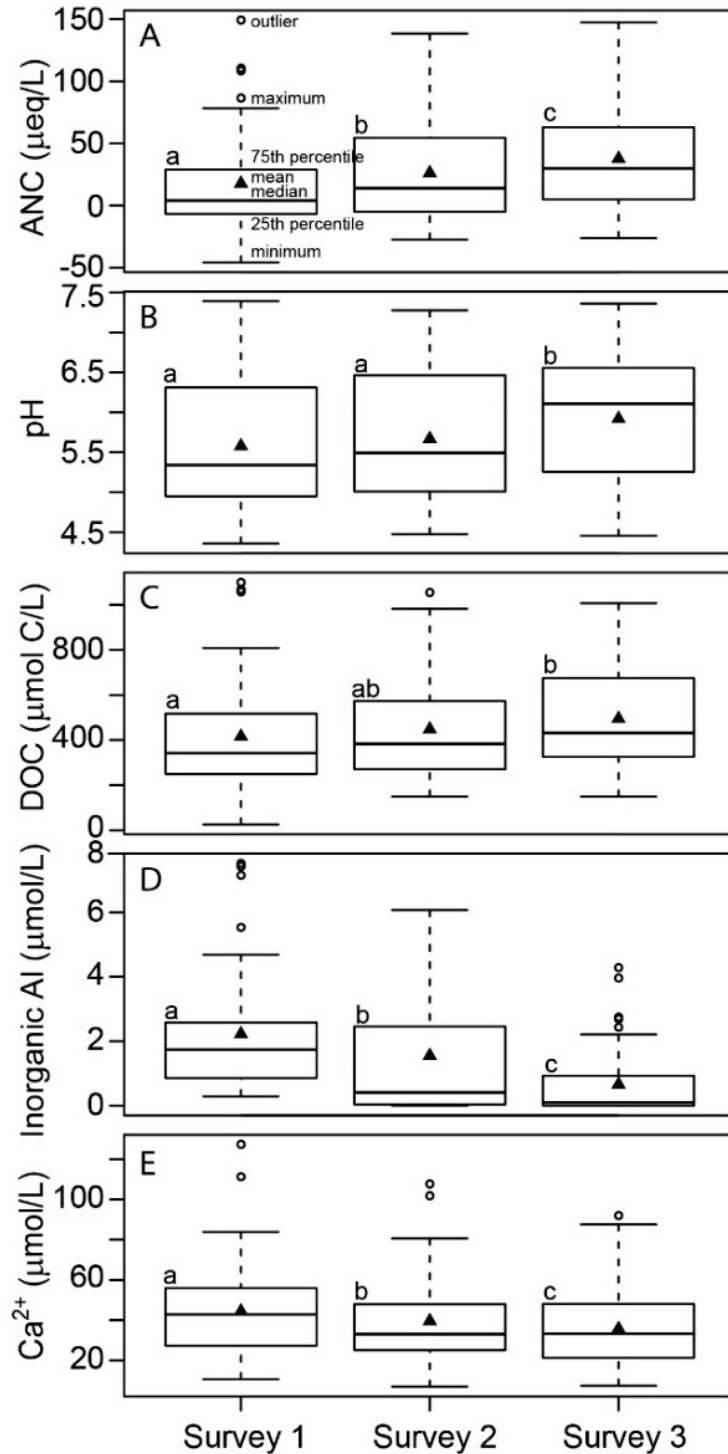 A
ANC (µeq/L)
150
100
50
0
-50
outlier
maximum
75th percentile
mean
median
25th percentile
minimum
a
b
c
B
pH
7.5
6.5
5.5
4.5
a
a
b
C
DOC (µmol C/L)
800
400
0
a
ab
b
D
Inorganic Al (µmol/L)
8
6
4
2
0
a
b
c
E
Ca²⁺ (µmol/L)
100
60
20
a
b
c
Survey 1 Survey 2 Survey 3